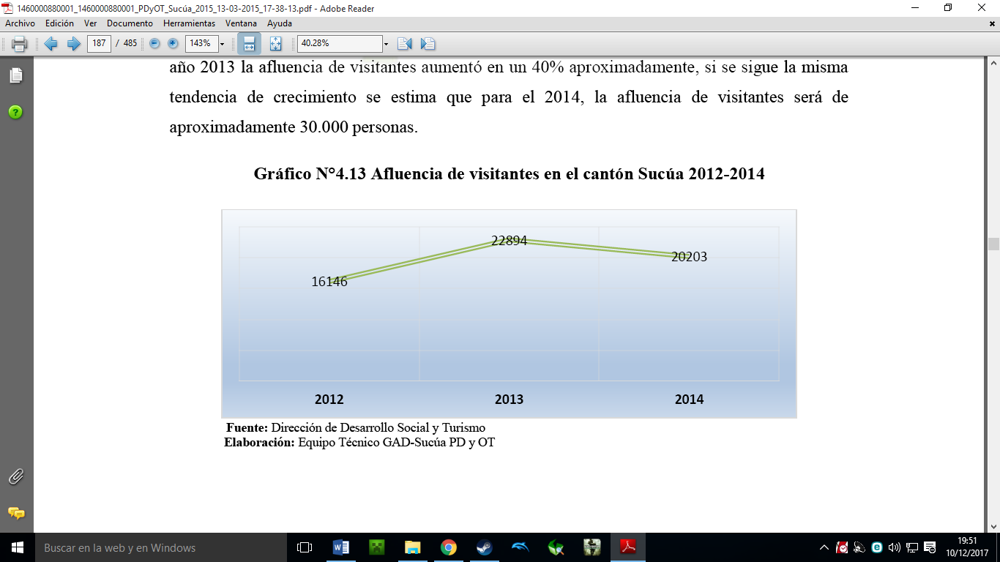 1460000880001_1460000880001_PDyOT_Sucúa_2015_13-03-2015_17-38-13.pdf - Adobe Reader
Archivo Edición Ver Documento Herramientas Ventana Ayuda
187 / 485 143% 40.28%
año 2013 la afluencia de visitantes aumentó en un 40% aproximadamente, si se sigue la misma
tendencia de crecimiento se estima que para el 2014, la afluencia de visitantes será de
aproximadamente 30.000 personas.
Gráfico N°4.13 Afluencia de visitantes en el cantón Sucúa 2012-2014
22894
20203
16146
2012 2013 2014
Fuente: Dirección de Desarrollo Social y Turismo
Elaboración: Equipo Técnico GAD-Sucúa PD y OT
Buscar en la web y en Windows
19:51
10/12/2017